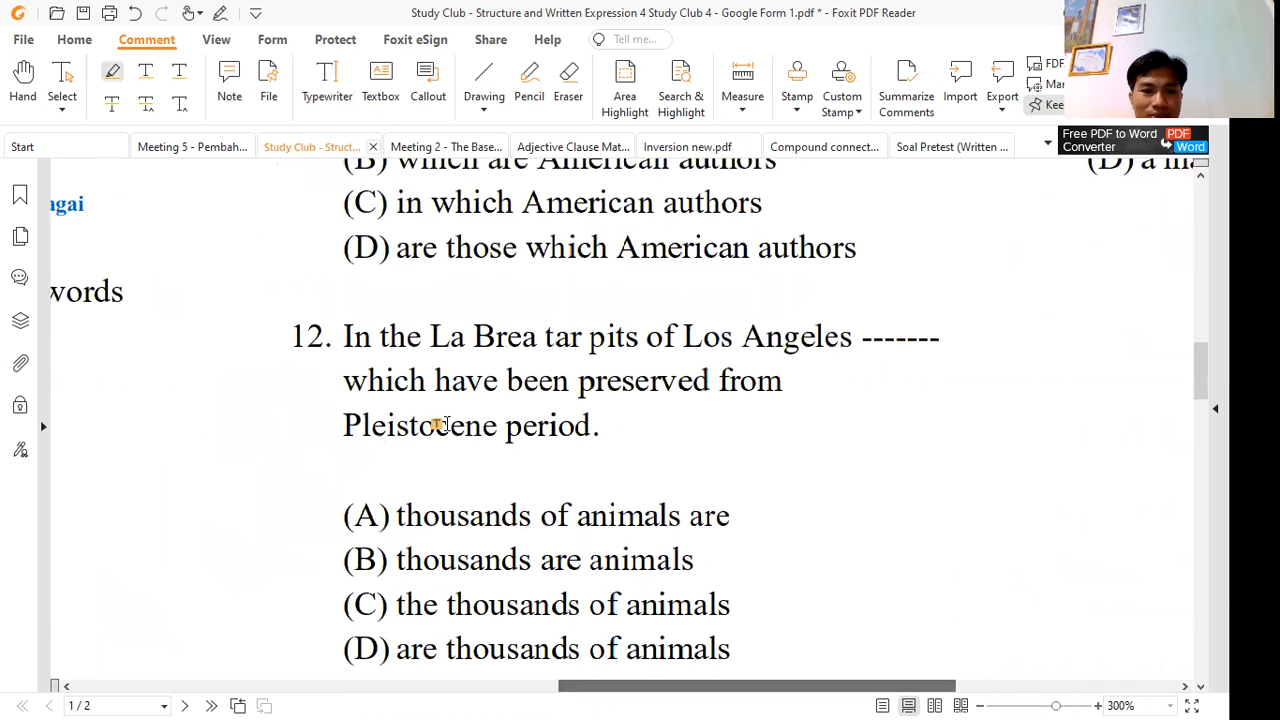 Study Club - Structure and Written Expression 4 Study Club 4 - Google Form 1.pdf * - Foxit PDF Reader
File Home Comment View Form Protect Foxit eSign Share Help Tell me...
Hand Select Note File Typewriter Textbox Callout Drawing Pencil Eraser Area Highlight Search & Highlight Measure Stamp Custom Stamp Summarize Comments Import Export
Start Meeting 5 - Pembah... Study Club - Struct... Meeting 2 - The Base... Adjective Clause Mat... Inversion new.pdf Compound connect... Soal Pretest (Written ...
Free PDF to Word Converter PDF Word
(B) which are American authors
(C) in which American authors
(D) are those which American authors
agai
words
12. In the La Brea tar pits of Los Angeles -------
which have been preserved from
Pleistocene period.
(A) thousands of animals are
(B) thousands are animals
(C) the thousands of animals
(D) are thousands of animals
1 / 2 300%